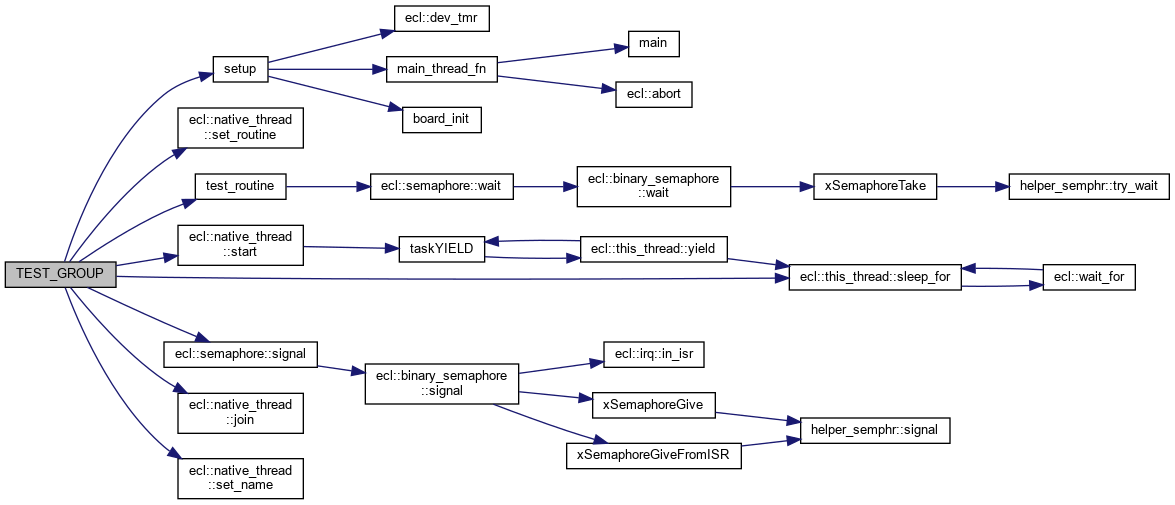 ecl::dev_tmr
main
setup
main_thread_fn
ecl::abort
ecl::native_thread
::set_routine
board_init
test_routine
ecl::semaphore::wait
ecl::binary_semaphore
::wait
xSemaphoreTake
helper_semphr::try_wait
ecl::native_thread
::start
taskYIELD
ecl::this_thread::yield
TEST_GROUP
ecl::this_thread::sleep_for
ecl::wait_for
ecl::semaphore::signal
ecl::binary_semaphore
::signal
ecl::irq::in_isr
ecl::native_thread
::join
xSemaphoreGive
helper_semphr::signal
xSemaphoreGiveFromISR
ecl::native_thread
::set_name